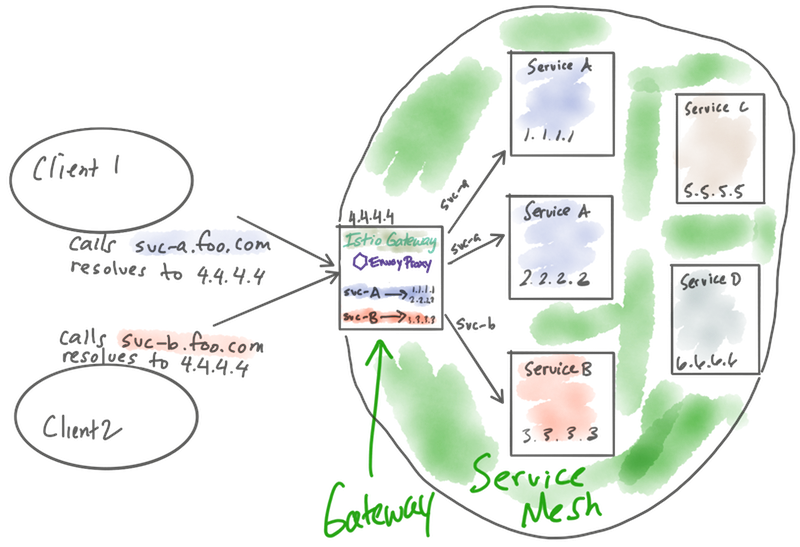 Client 1
calls svc-a.foo.com
resolves to 4.4.4.4
calls svc-b.foo.com
resolves to 4.4.4.4
Client 2
4.4.4.4
Istio Gateway
Envoy Proxy
svc-A → 1.1.1.1
2.2.2.2
svc-B → 3.3.3.3
svc-a
svc-a
svc-b
Service A
1.1.1.1
Service A
2.2.2.2
Service B
3.3.3.3
Service C
5.5.5.5
Service D
6.6.6.6
Gateway
Service
Mesh